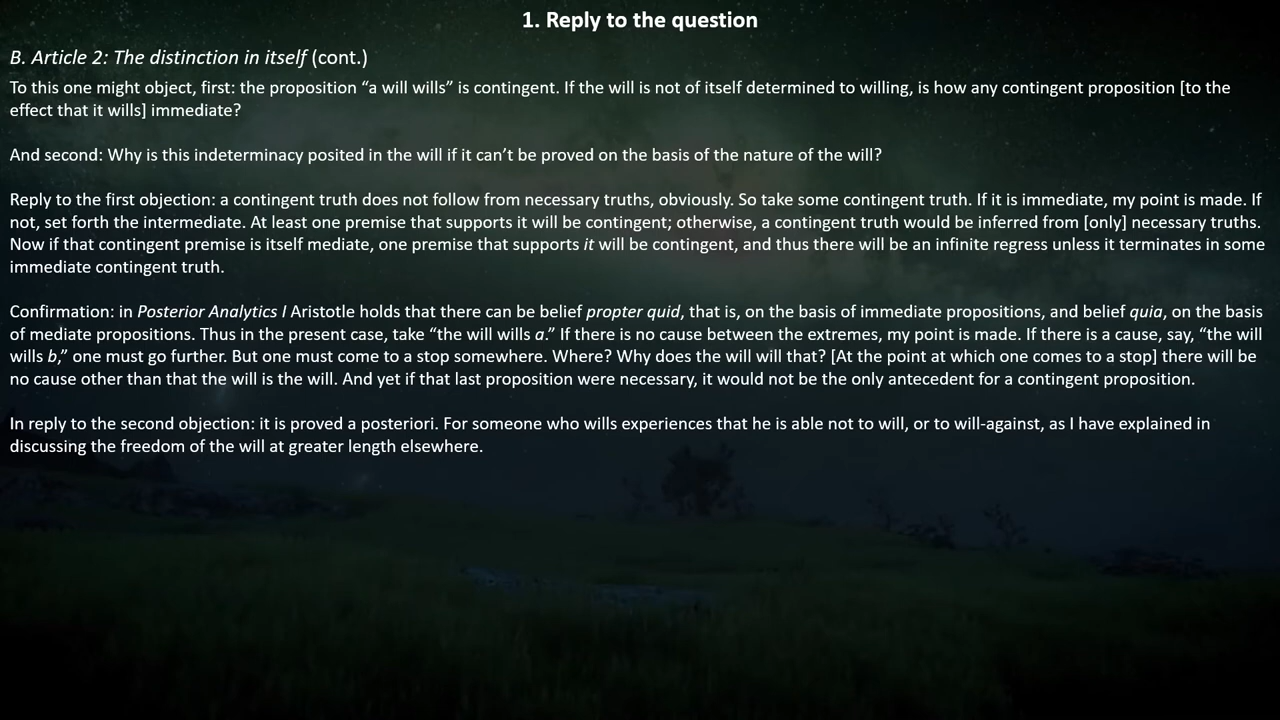 1. Reply to the question
B. Article 2: The distinction in itself (cont.)
To this one might object, first: the proposition “a will wills” is contingent. If the will is not of itself determined to willing, is how any contingent proposition [to the
effect that it wills] immediate?
And second: Why is this indeterminacy posited in the will if it can’t be proved on the basis of the nature of the will?
Reply to the first objection: a contingent truth does not follow from necessary truths, obviously. So take some contingent truth. If it is immediate, my point is made. If
not, set forth the intermediate. At least one premise that supports it will be contingent; otherwise, a contingent truth would be inferred from [only] necessary truths.
Now if that contingent premise is itself mediate, one premise that supports it will be contingent, and thus there will be an infinite regress unless it terminates in some
immediate contingent truth.
Confirmation: in Posterior Analytics I Aristotle holds that there can be belief propter quid, that is, on the basis of immediate propositions, and belief quia, on the basis
of mediate propositions. Thus in the present case, take “the will wills a.” If there is no cause between the extremes, my point is made. If there is a cause, say, “the will
wills b,” one must go further. But one must come to a stop somewhere. Where? Why does the will will that? [At the point at which one comes to a stop] there will be
no cause other than that the will is the will. And yet if that last proposition were necessary, it would not be the only antecedent for a contingent proposition.
In reply to the second objection: it is proved a posteriori. For someone who wills experiences that he is able not to will, or to will-against, as I have explained in
discussing the freedom of the will at greater length elsewhere.